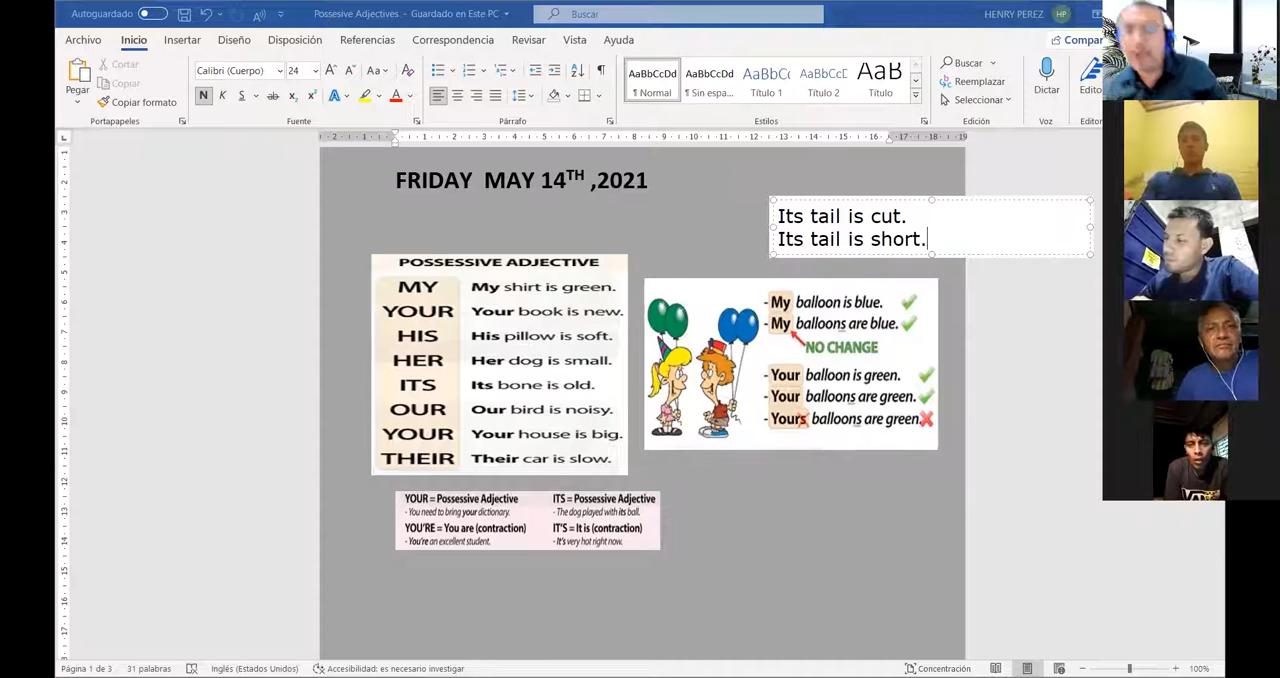 Autoguardado
Possesive Adjectives. - Guardado en Este PC
Buscar
HENRY PEREZ
HP
Archivo
Inicio
Insertar
Diseño
Disposición
Referencias
Correspondencia
Revisar
Vista
Ayuda
Compar
Pegar
Cortar
Copiar
Copiar formato
Portapapeles
Calibri (Cuerpo)
24
Fuente
Párrafo
AaBbCcDd
¶ Normal
AaBbCcDd
¶ Sin espa...
AaBbC
Título 1
AaBbCcE
Título 2
AaB
Título
Estilos
Buscar
Reemplazar
Seleccionar
Edición
Dictar
Voz
Edito
Editor
FRIDAY MAY 14TH ,2021
Its tail is cut.
Its tail is short.
POSSESSIVE ADJECTIVE
MY My shirt is green.
YOUR Your book is new.
HIS His pillow is soft.
HER Her dog is small.
ITS Its bone is old.
OUR Our bird is noisy.
YOUR Your house is big.
THEIR Their car is slow.
- My balloon is blue.
- My balloons are blue.
NO CHANGE
- Your balloon is green.
- Your balloons are green.
- Yours balloons are green.
YOUR = Possessive Adjective
- You need to bring your dictionary.
YOU'RE = You are (contraction)
- You're an excellent student.
ITS = Possessive Adjective
- The dog played with its ball.
IT'S = It is (contraction)
- It's very hot right now.
Página 1 de 3
31 palabras
Inglés (Estados Unidos)
Accesibilidad: es necesario investigar
Concentración
100%